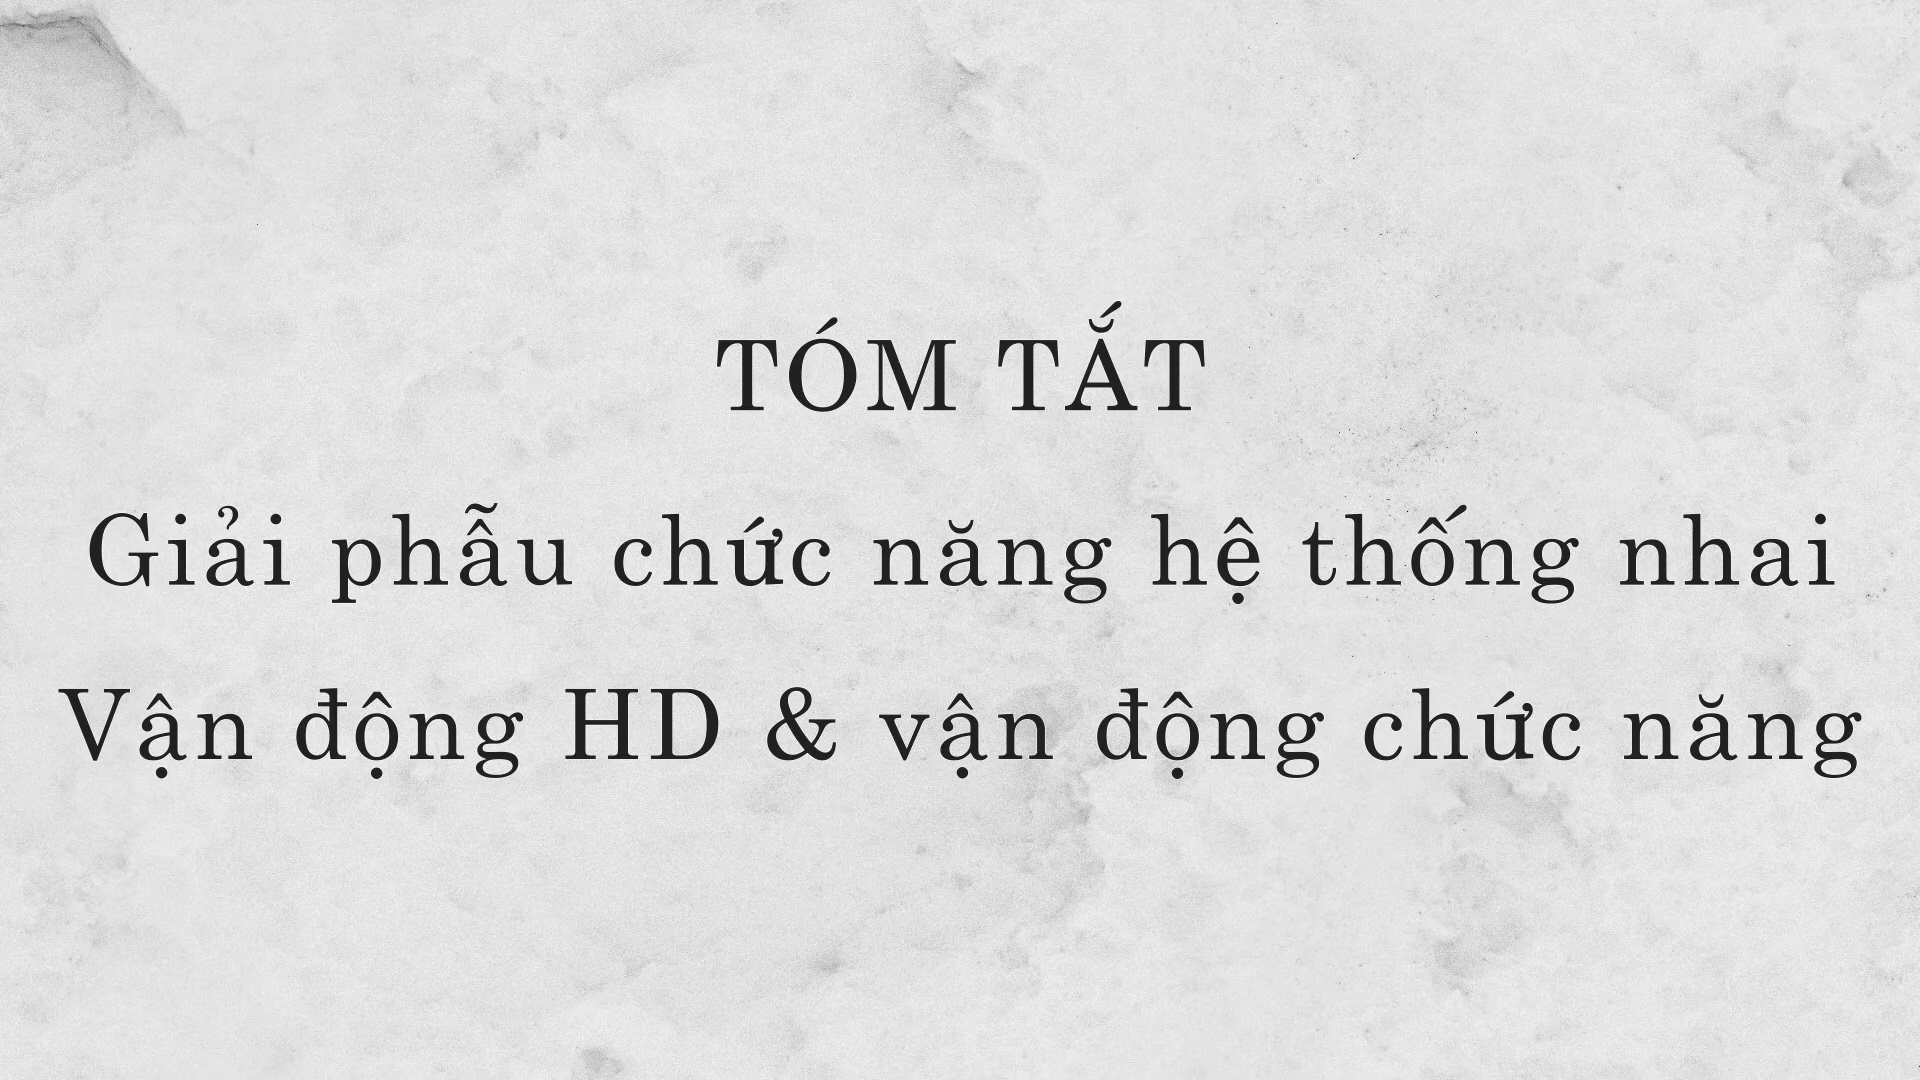 TÓM TẮT
Giải phẫu chức năng hệ thống nhai
Vận động HD & vận động chức năng